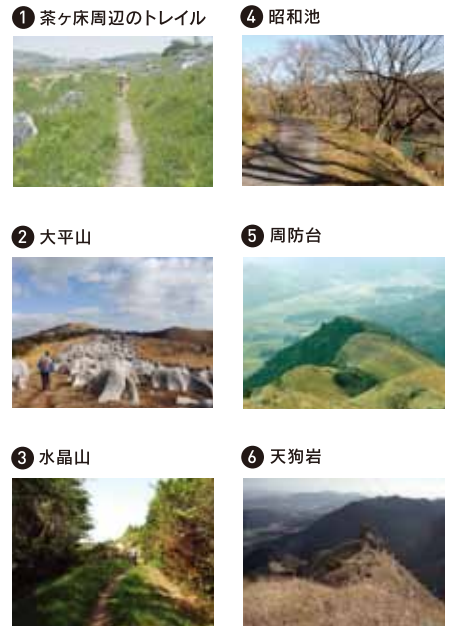 ❶ 茶ヶ床周辺のトレイル
❷ 大平山
❸ 水晶山
❹ 昭和池
❺ 周防台
❻ 天狗岩